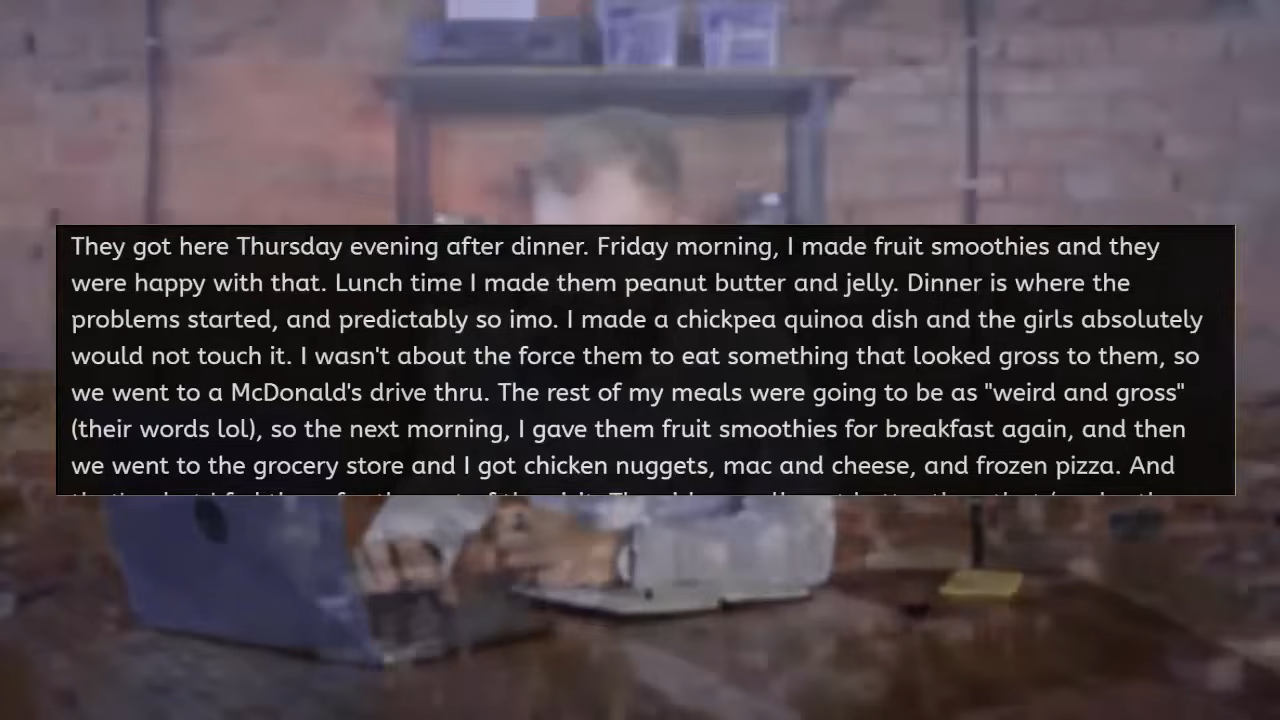 They got here Thursday evening after dinner. Friday morning, I made fruit smoothies and they
were happy with that. Lunch time I made them peanut butter and jelly. Dinner is where the
problems started, and predictably so imo. I made a chickpea quinoa dish and the girls absolutely
would not touch it. I wasn't about the force them to eat something that looked gross to them, so
we went to a McDonald's drive thru. The rest of my meals were going to be as "weird and gross"
(their words lol), so the next morning, I gave them fruit smoothies for breakfast again, and then
we went to the grocery store and I got chicken nuggets, mac and cheese, and frozen pizza. And